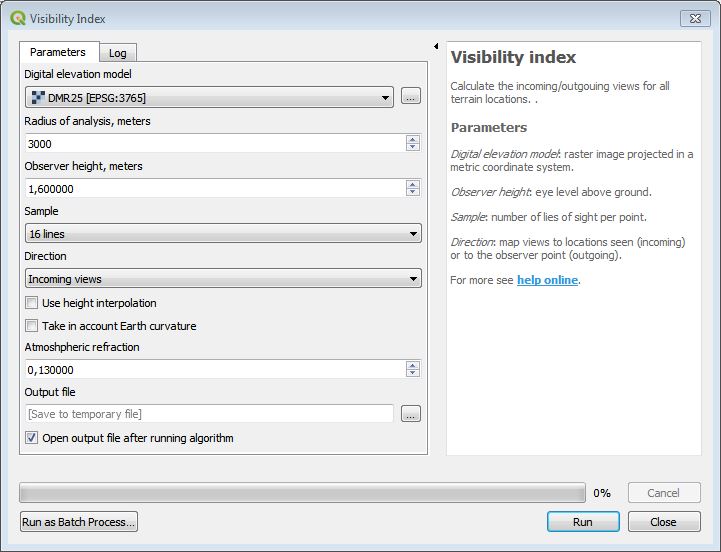 Visibility Index
Parameters
Log
Digital elevation model
DMR25 [EPSG:3765]
...
Radius of analysis, meters
3000
Observer height, meters
1,600000
Sample
16 lines
Direction
Incoming views
Use height interpolation
Take in account Earth curvature
Atmoshpheric refraction
0,130000
Output file
[Save to temporary file]
...
Open output file after running algorithm
Visibility index
Calculate the incoming/outgouing views for all
terrain locations. .
Parameters
Digital elevation model: raster image projected in a
metric coordinate system.
Observer height: eye level above ground.
Sample: number of lies of sight per point.
Direction: map views to locations seen (incoming)
or to the observer point (outgoing).
For more see help online.
0%
Cancel
Run as Batch Process...
Run
Close